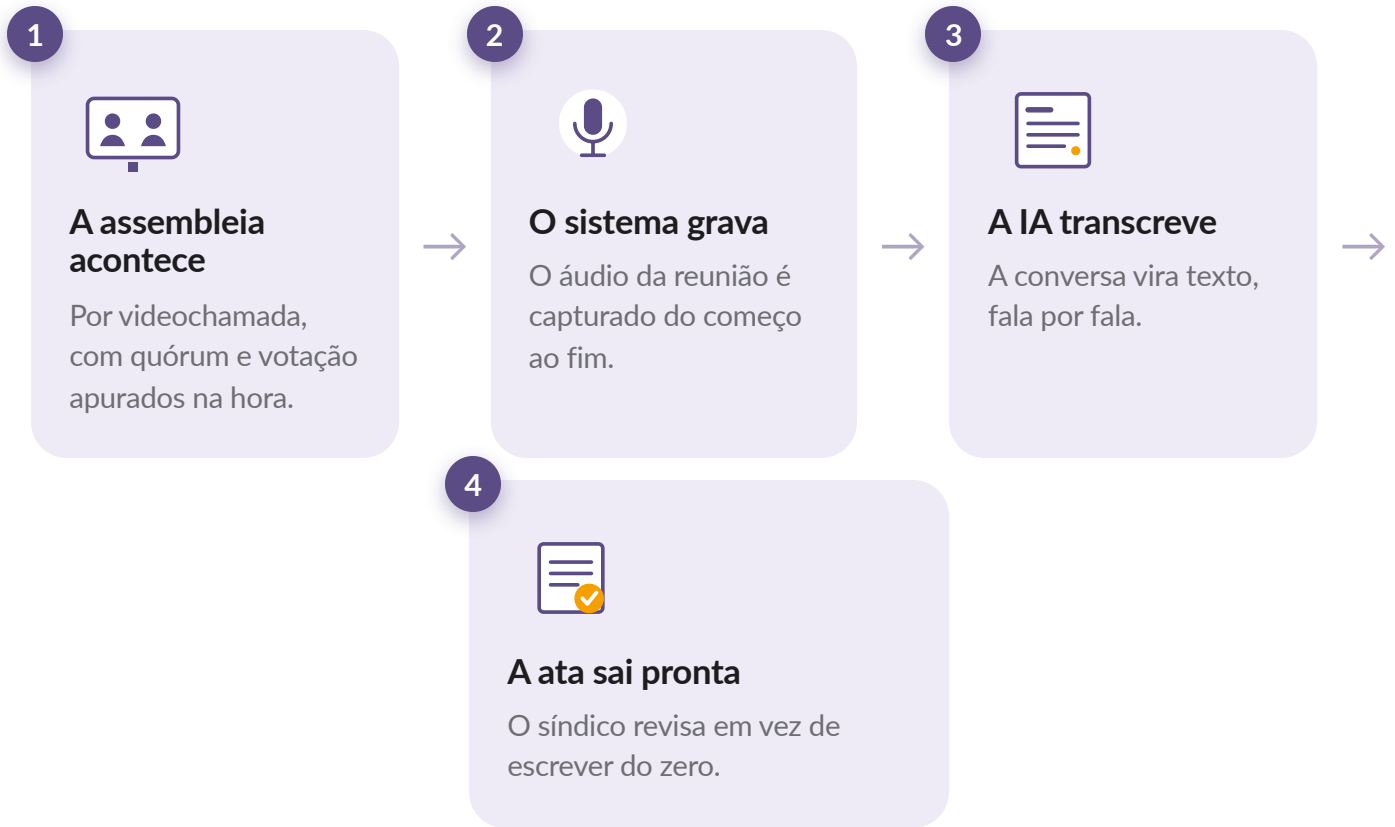 1
A assembleia
acontece
Por videochamada,
com quórum e votação
apurados na hora.
2
O sistema grava
O áudio da reunião é
capturado do começo
ao fim.
3
A IA transcreve
A conversa vira texto,
fala por fala.
4
A ata sai pronta
O síndico revisa em vez de
escrever do zero.